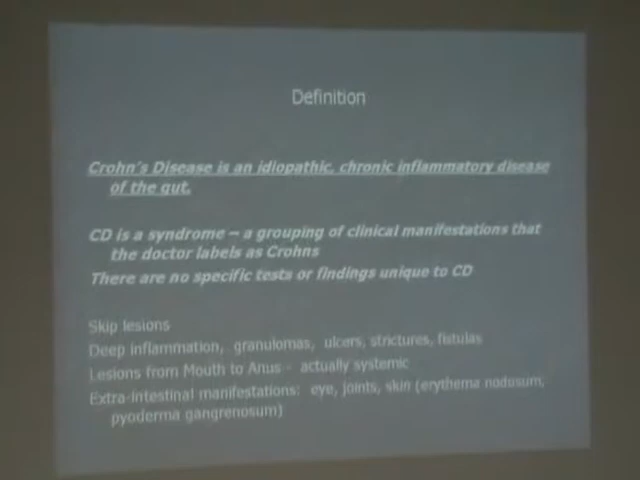 Definition
Crohn's Disease is an idiopathic, chronic inflammatory disease
of the gut.
CD is a syndrome – a grouping of clinical manifestations that
the doctor labels as Crohns
There are no specific tests or findings unique to CD
Skip lesions
Deep inflammation, granulomas, ulcers, strictures, fistulas
Lesions from Mouth to Anus - actually systemic
Extra-intestinal manifestations: eye, joints, skin (erythema nodosum,
pyoderma gangrenosum)